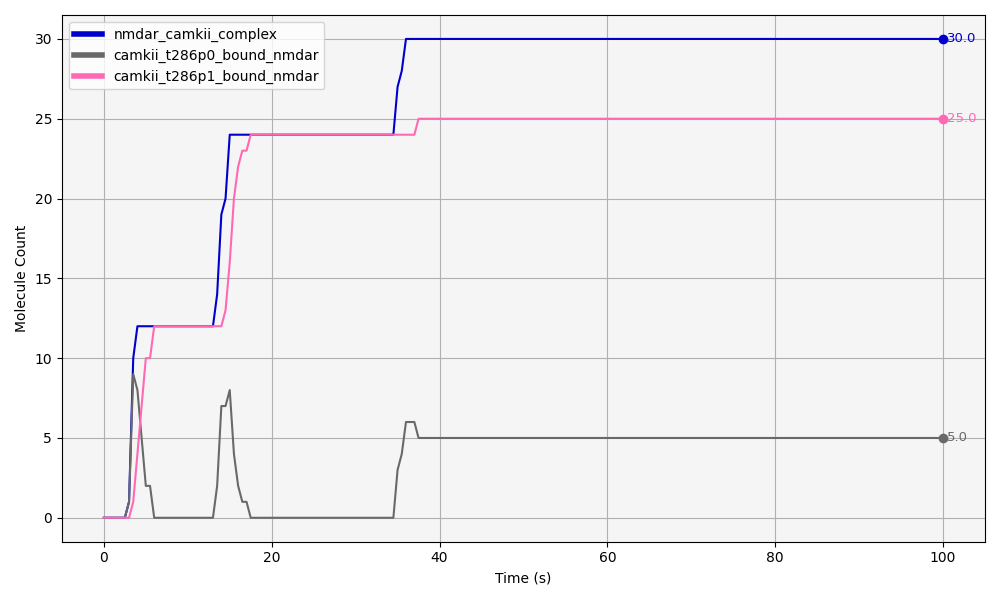 nmdar_camkii_complex
camkii_t286p0_bound_nmdar
camkii_t286p1_bound_nmdar
30
25
20
15
10
5
0
Molecule Count
30.0
25.0
5.0
0 20 40 60 80 100
Time (s)